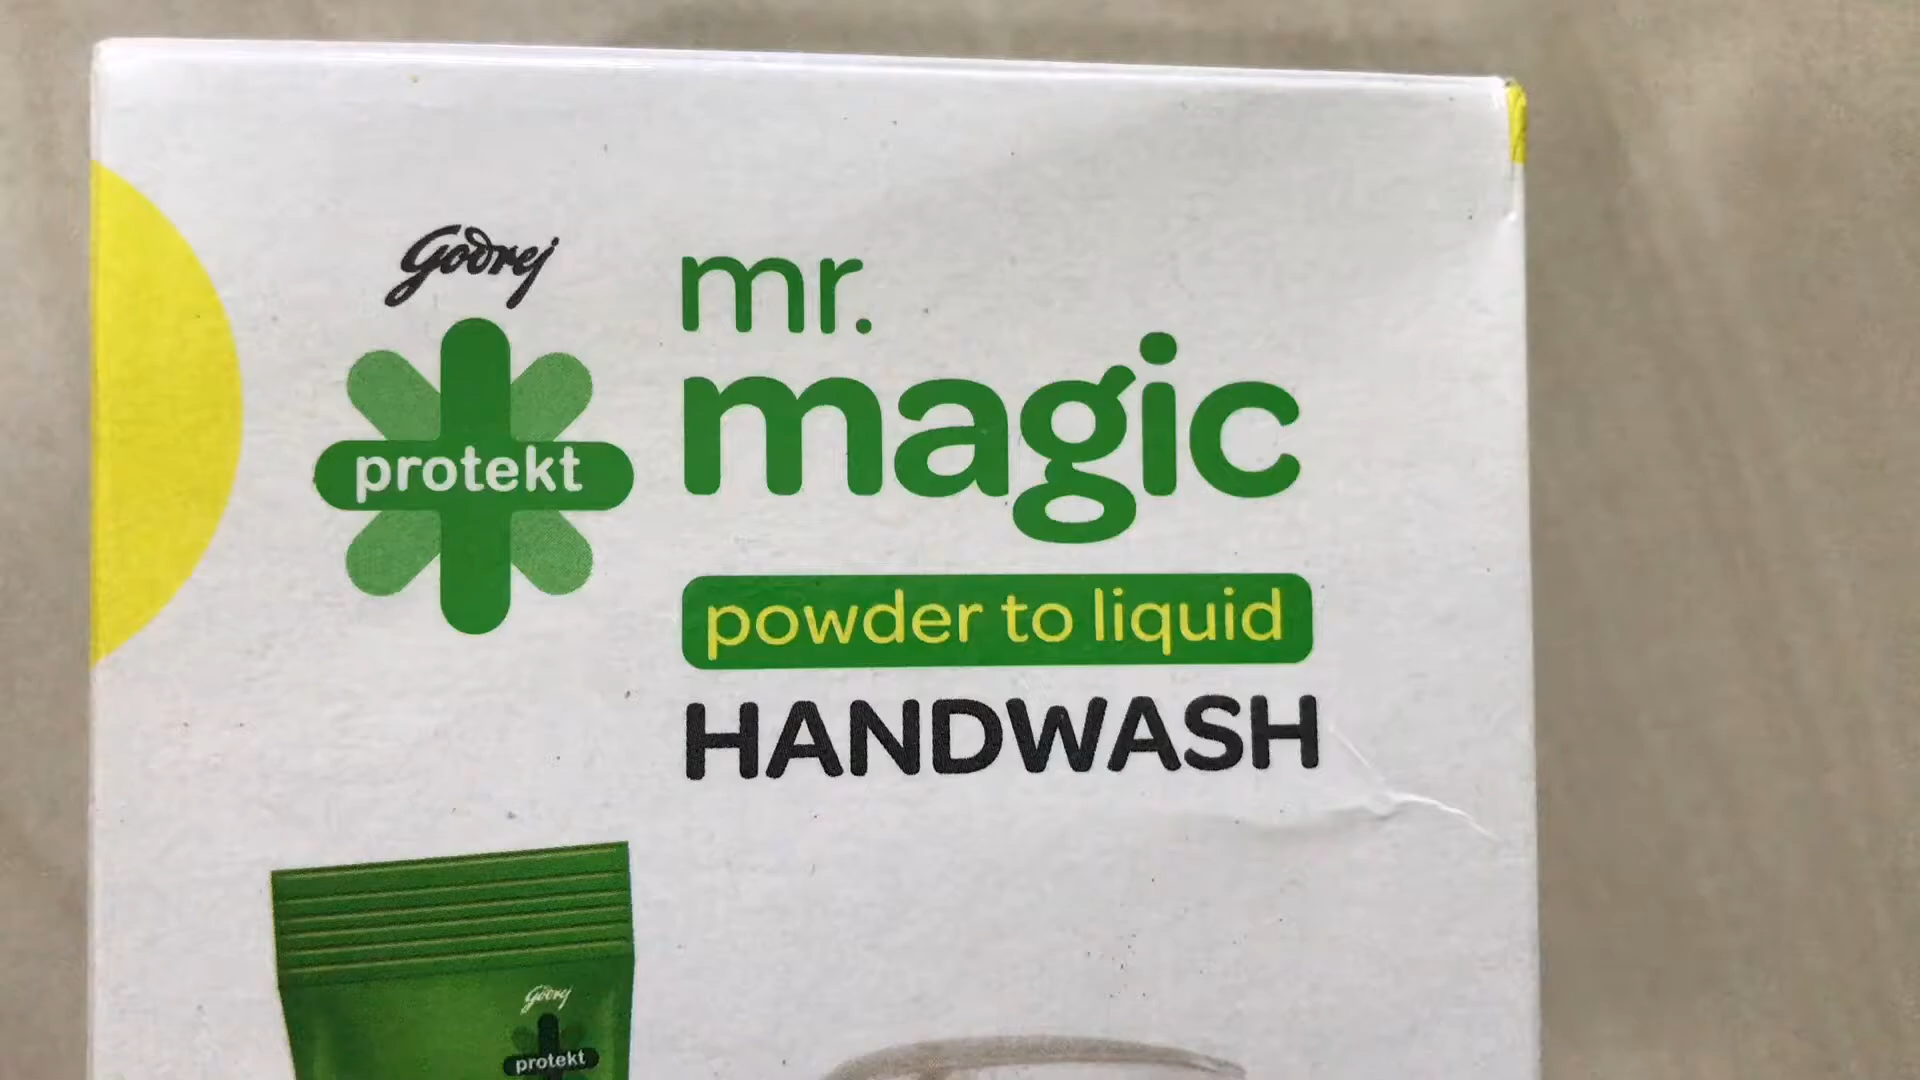 Godrej
protekt
mr.
magic
powder to liquid
HANDWASH
Godrej
protekt